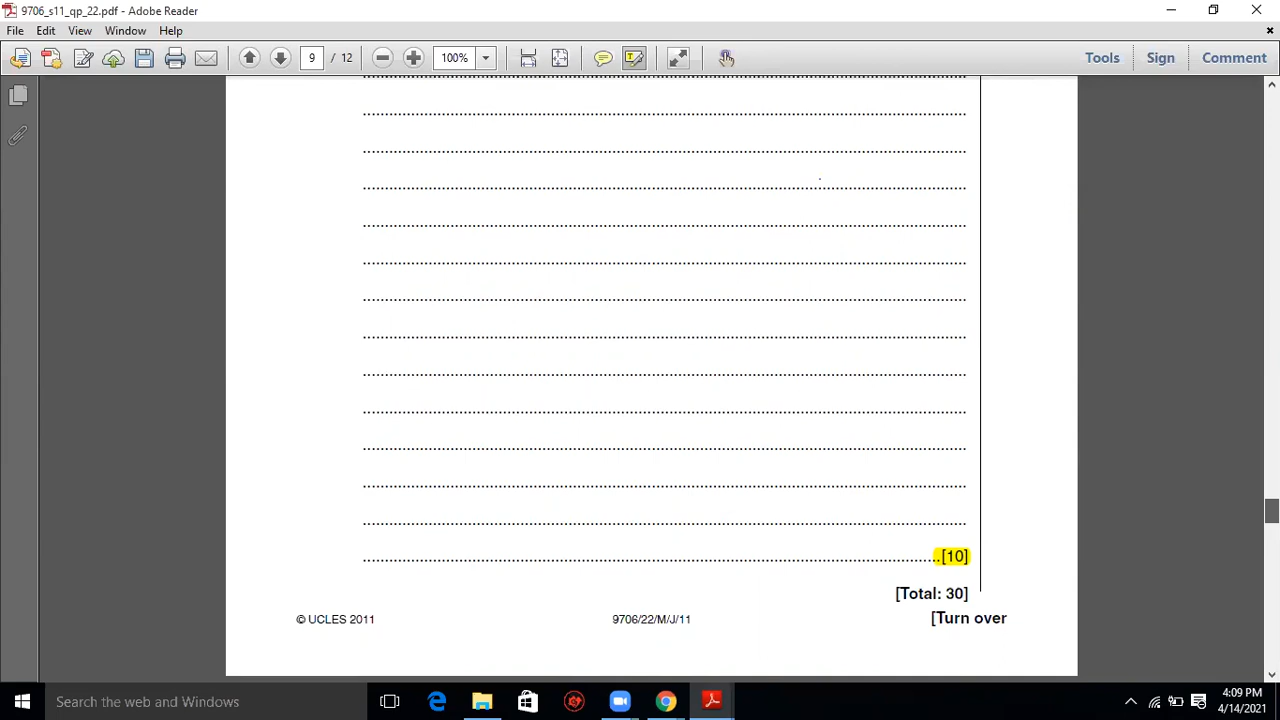 9706_s11_qp_22.pdf - Adobe Reader
File Edit View Window Help
9 / 12 100% Tools Sign Comment
[10]
[Total: 30]
© UCLES 2011 9706/22/M/J/11 [Turn over
Search the web and Windows
4:09 PM
4/14/2021